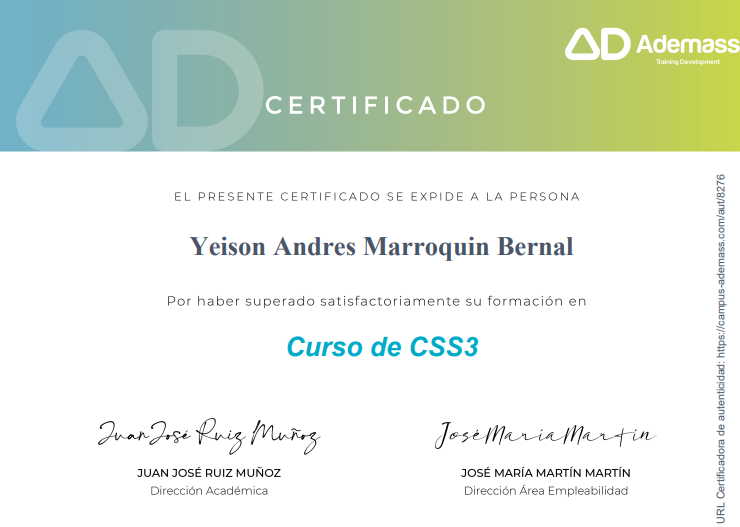 AD Ademass
Training Development
AD
CERTIFICADO
EL PRESENTE CERTIFICADO SE EXPIDE A LA PERSONA
Yeison Andres Marroquin Bernal
Por haber superado satisfactoriamente su formación en
Curso de CSS3
Juan José Ruiz Muñoz
JUAN JOSÉ RUIZ MUÑOZ
Dirección Académica
José María Martín
JOSÉ MARÍA MARTÍN MARTÍN
Dirección Área Empleabilidad
URL Certificadora de autenticidad: https://campus-ademass.com/aut/8276